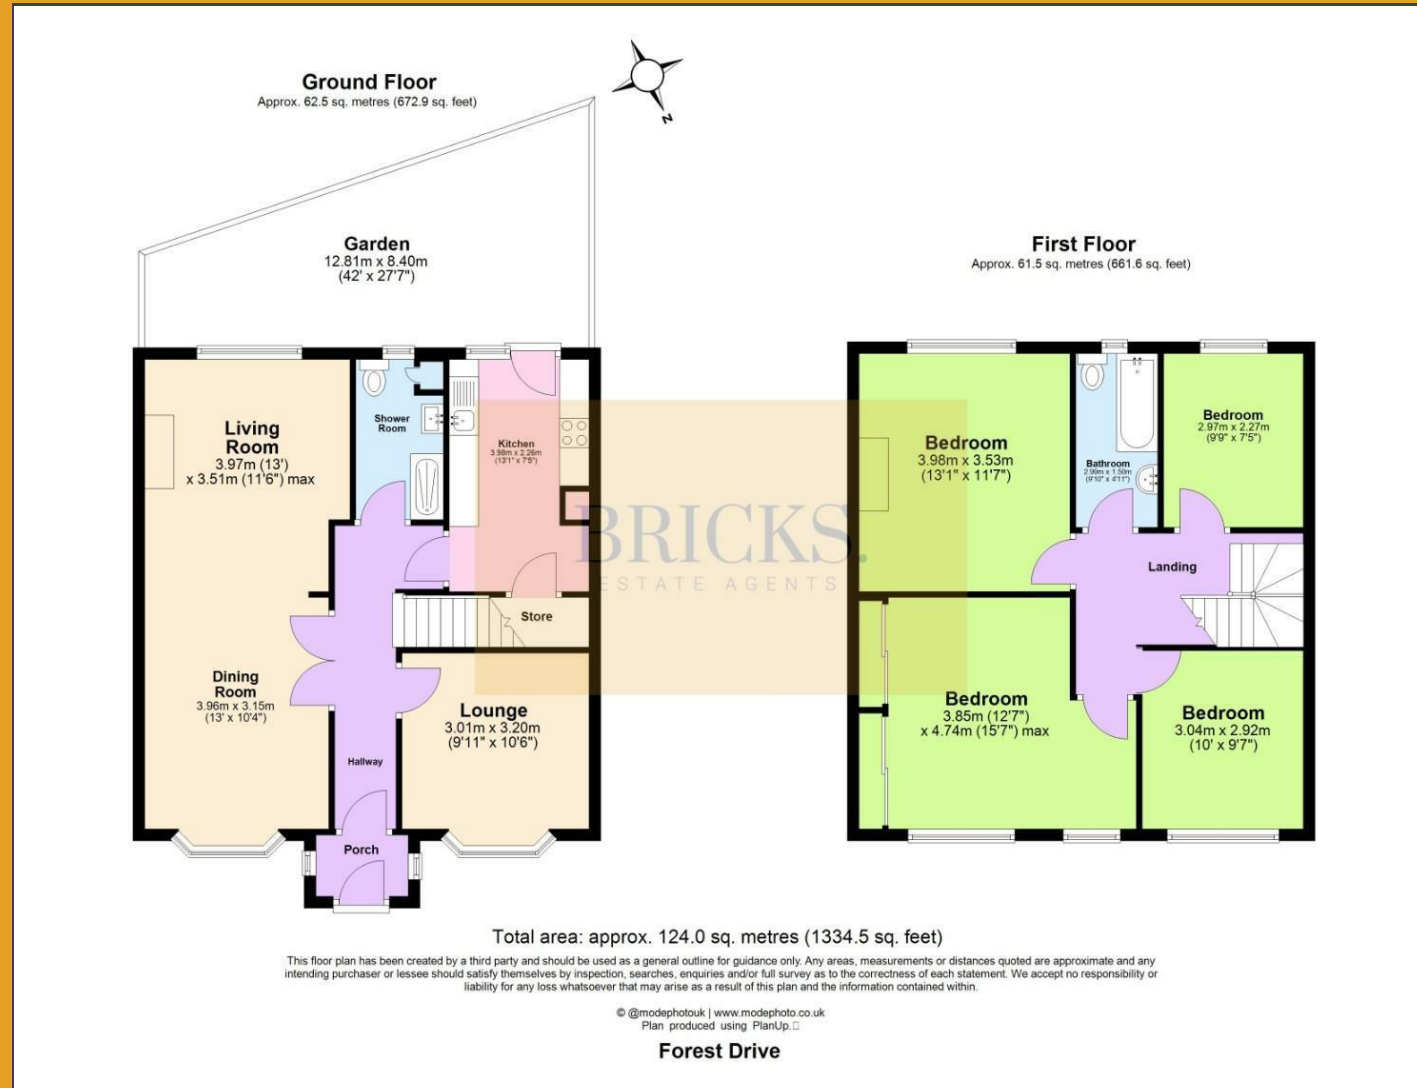 Ground Floor
Approx. 62.5 sq. metres (672.9 sq. feet)
N
Garden
12.81m x 8.40m
(42' x 27'7")
Living
Room
3.97m (13')
x 3.51m (11'6") max
Shower
Room
Kitchen
3.98m x 2.26m
(13'1" x 7'5")
Store
Dining
Room
3.96m x 3.15m
(13' x 10'4")
Lounge
3.01m x 3.20m
(9'11" x 10'6")
Hallway
Porch
First Floor
Approx. 61.5 sq. metres (661.6 sq. feet)
Bedroom
3.98m x 3.53m
(13'1" x 11'7")
Bathroom
2.99m x 1.50m
(9'10" x 4'11")
Bedroom
2.97m x 2.27m
(9'9" x 7'5")
Landing
Bedroom
3.85m (12'7")
x 4.74m (15'7") max
Bedroom
3.04m x 2.92m
(10' x 9'7")
BRICKS.
ESTATE AGENTS
Total area: approx. 124.0 sq. metres (1334.5 sq. feet)
This floor plan has been created by a third party and should be used as a general outline for guidance only. Any areas, measurements or distances quoted are approximate and any
intending purchaser or lessee should satisfy themselves by inspection, searches, enquiries and/or full survey as to the correctness of each statement. We accept no responsibility or
liability for any loss whatsoever that may arise as a result of this plan and the information contained within.
© @modephotouk | www.modephoto.co.uk
Plan produced using PlanUp.
Forest Drive